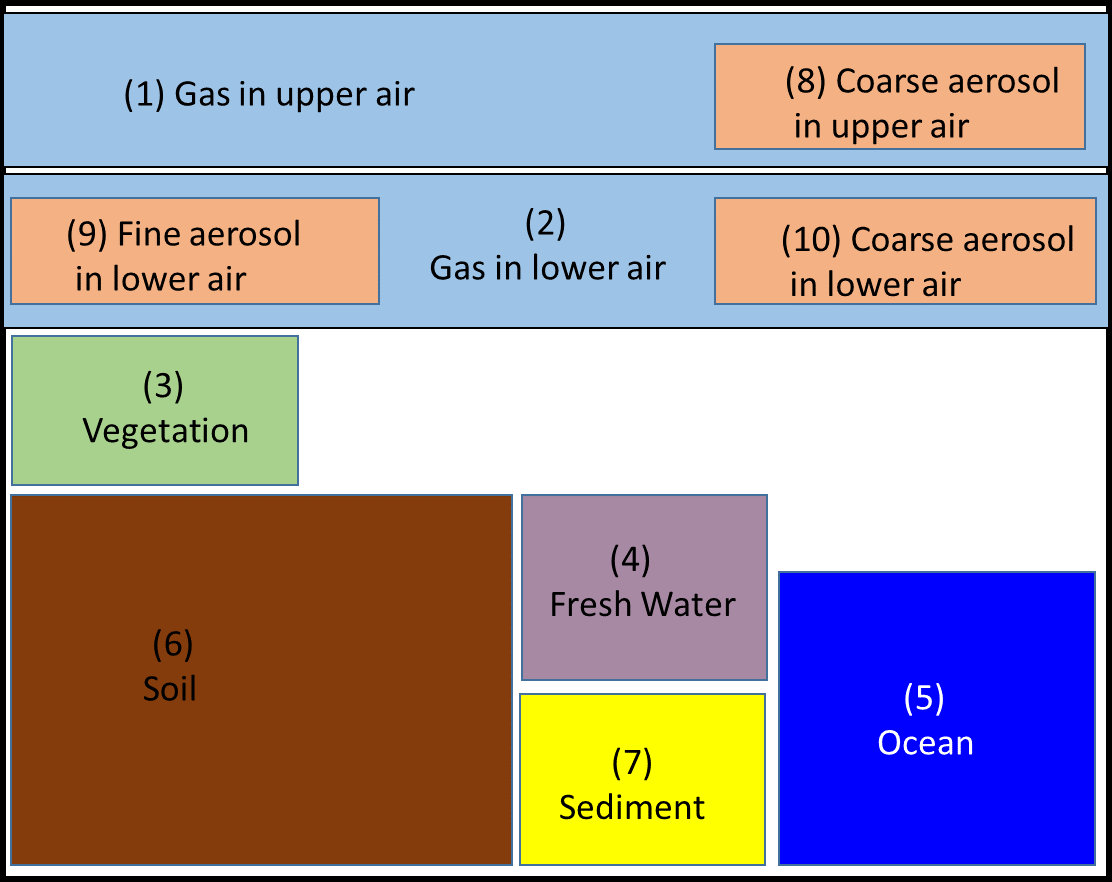 (1) Gas in upper air
(8) Coarse aerosol
in upper air
(9) Fine aerosol
in lower air
(2)
Gas in lower air
(10) Coarse aerosol
in lower air
(3)
Vegetation
(4)
Fresh Water
(6)
Soil
(5)
Ocean
(7)
Sediment